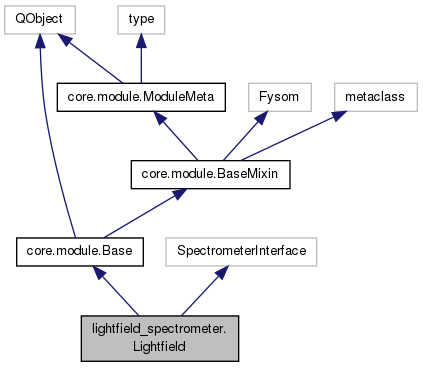 QObject
type
core.module.ModuleMeta
Fysom
metaclass
core.module.BaseMixin
core.module.Base
SpectrometerInterface
lightfield_spectrometer.
Lightfield